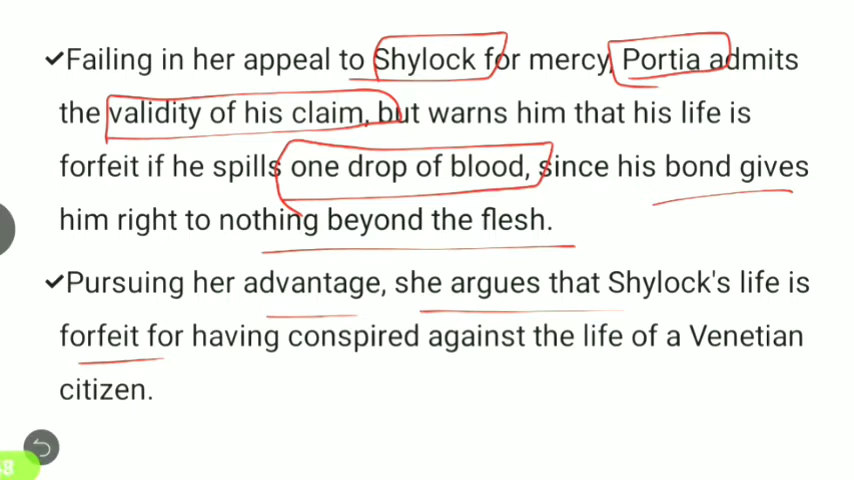 ✔Failing in her appeal to Shylock for mercy, Portia admits
the validity of his claim, but warns him that his life is
forfeit if he spills one drop of blood, since his bond gives
him right to nothing beyond the flesh.
✔Pursuing her advantage, she argues that Shylock's life is
forfeit for having conspired against the life of a Venetian
citizen.